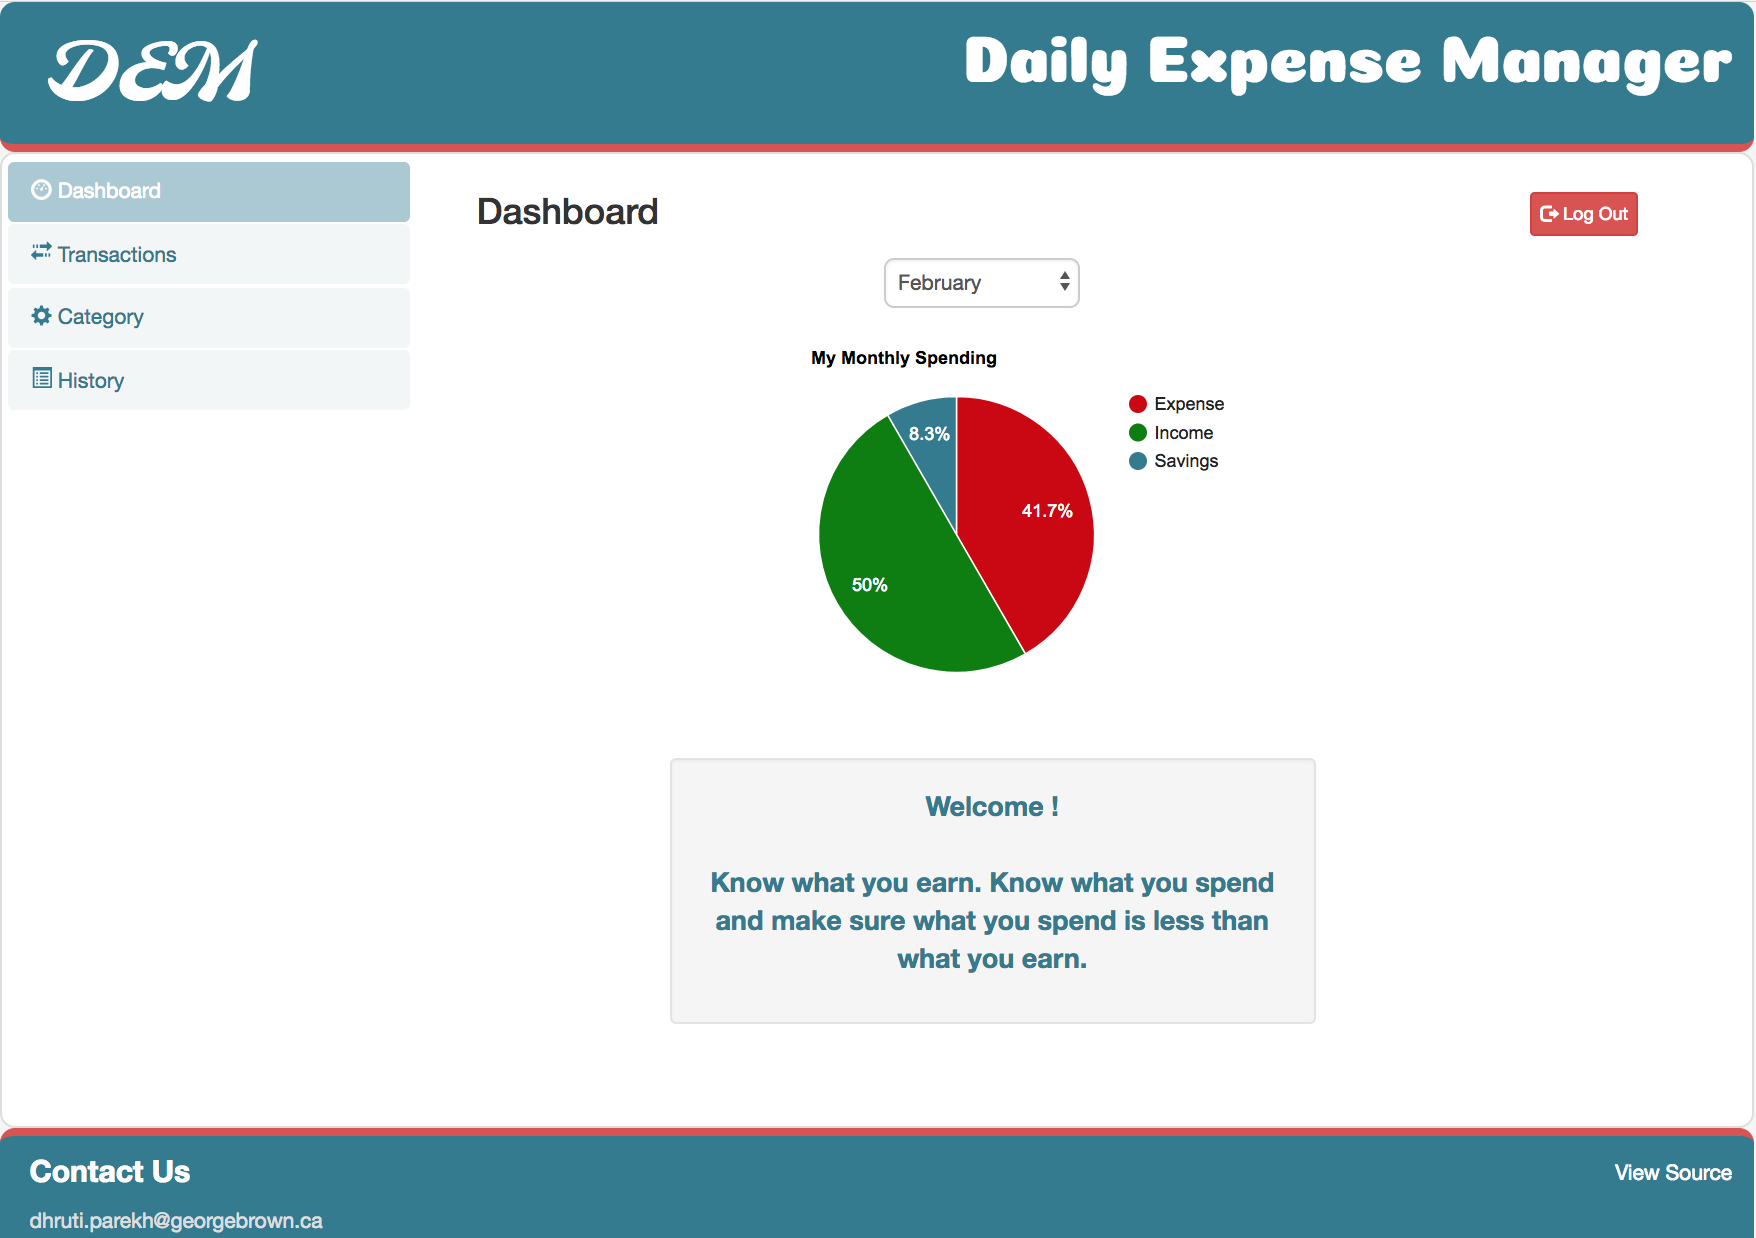 DEM
Daily Expense Manager
Dashboard
Transactions
Category
History
Dashboard
Log Out
February
My Monthly Spending
Expense
Income
Savings
8.3%
41.7%
50%
Welcome !
Know what you earn. Know what you spend
and make sure what you spend is less than
what you earn.
Contact Us
View Source
dhruti.parekh@georgebrown.ca